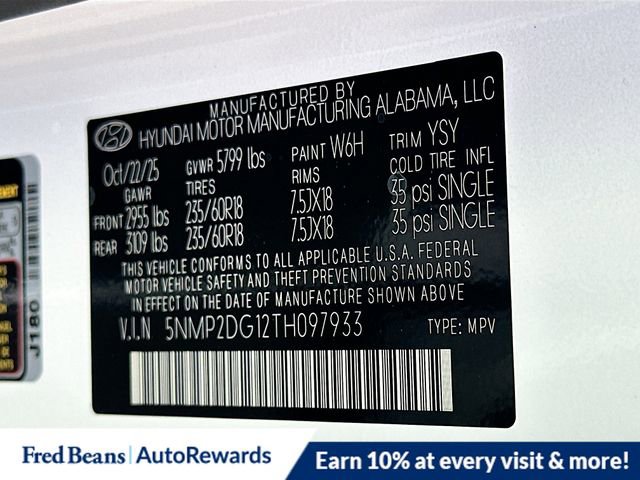 MANUFACTURED BY
HYUNDAI MOTOR MANUFACTURING ALABAMA, LLC
Oct/22/25 GVWR 5799 lbs PAINT W6H TRIM YSY
GAWR TIRES RIMS COLD TIRE INFL
FRONT 2955 lbs 235/60R18 7.5JX18 35 psi SINGLE
REAR 3109 lbs 235/60R18 7.5JX18 35 psi SINGLE
THIS VEHICLE CONFORMS TO ALL APPLICABLE U.S.A. FEDERAL
MOTOR VEHICLE SAFETY AND THEFT PREVENTION STANDARDS
IN EFFECT ON THE DATE OF MANUFACTURE SHOWN ABOVE
V.I.N 5NMP2DG12TH097933 TYPE: MPV
J180
Fred Beans AutoRewards
Earn 10% at every visit & more!